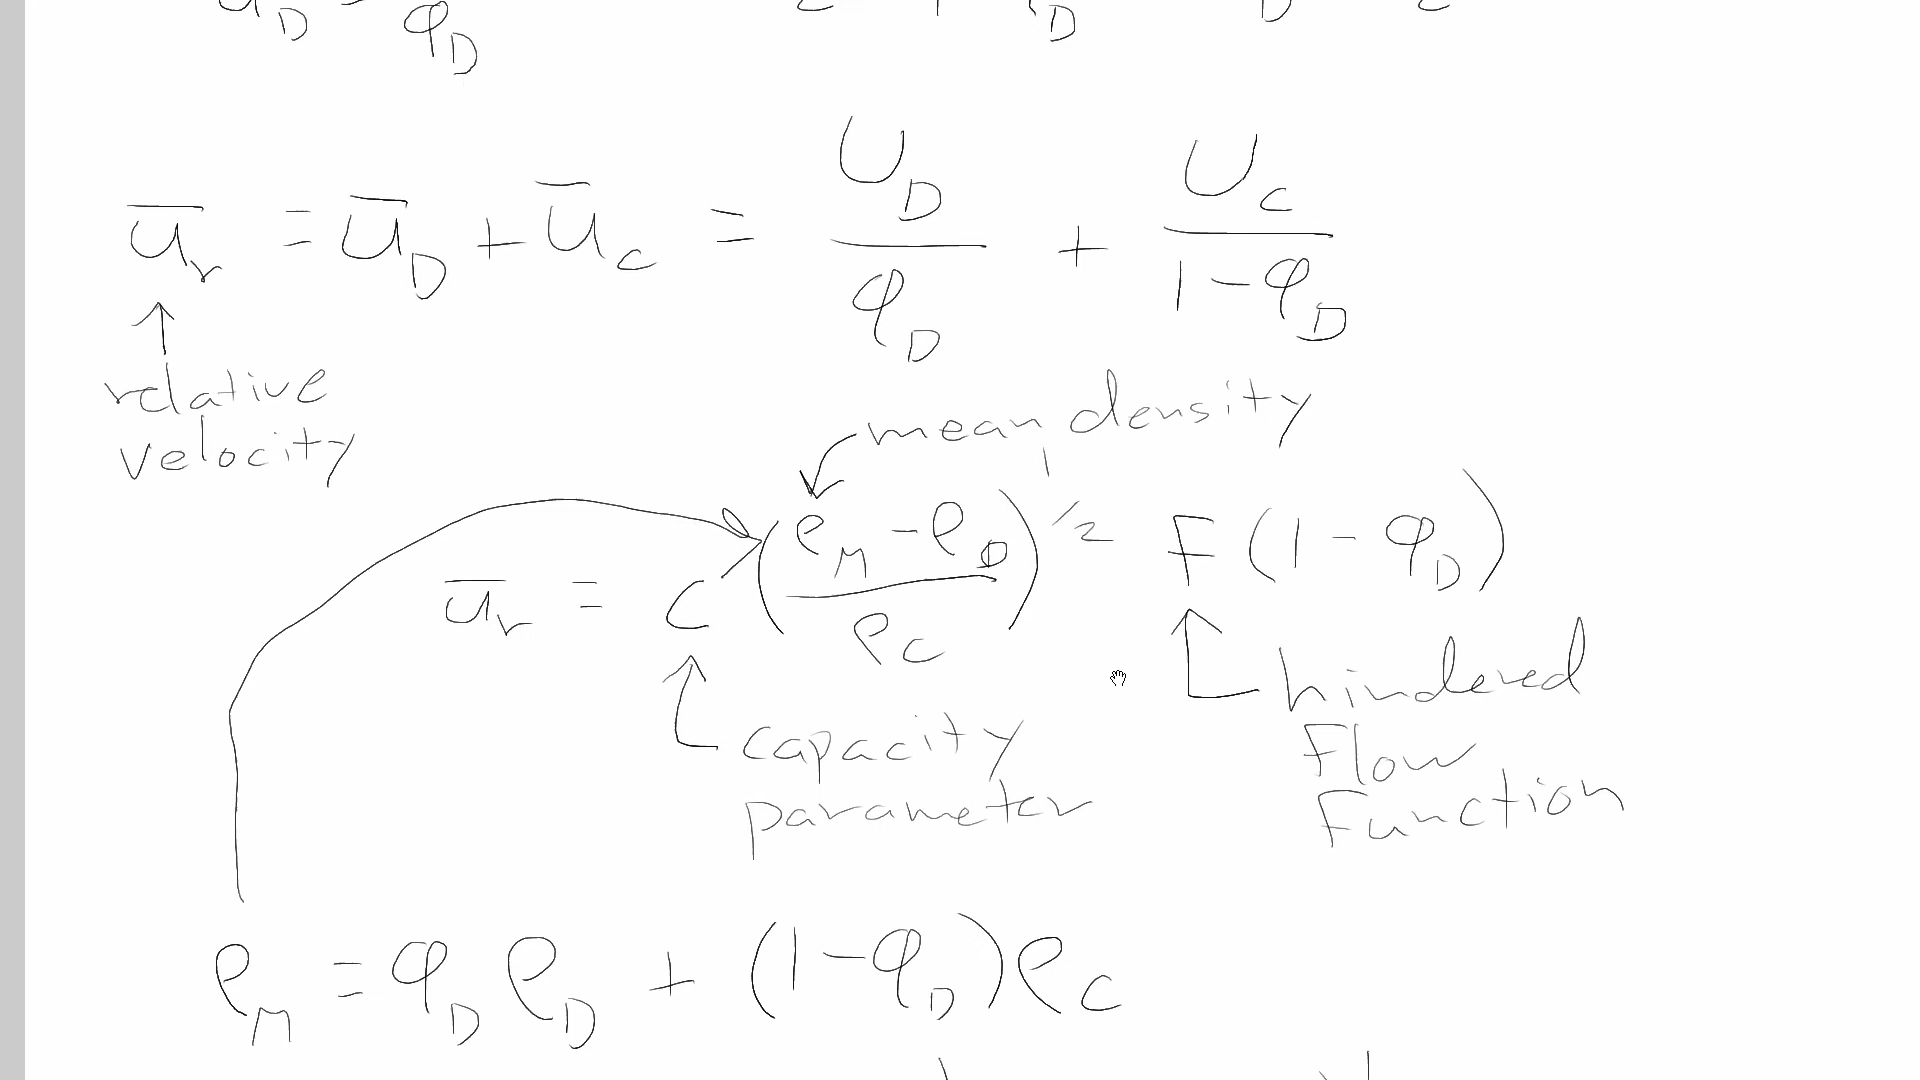 ū_r = ū_D + ū_c = U_D / φ_D + U_c / (1 - φ_D)
relative
velocity
mean density
ū_r = C ((ρ_M - ρ_D) / ρ_C)^1/2 F(1 - φ_D)
capacity
parameter
hindered
Flow
Function
ρ_M = φ_D ρ_D + (1 - φ_D) ρ_C